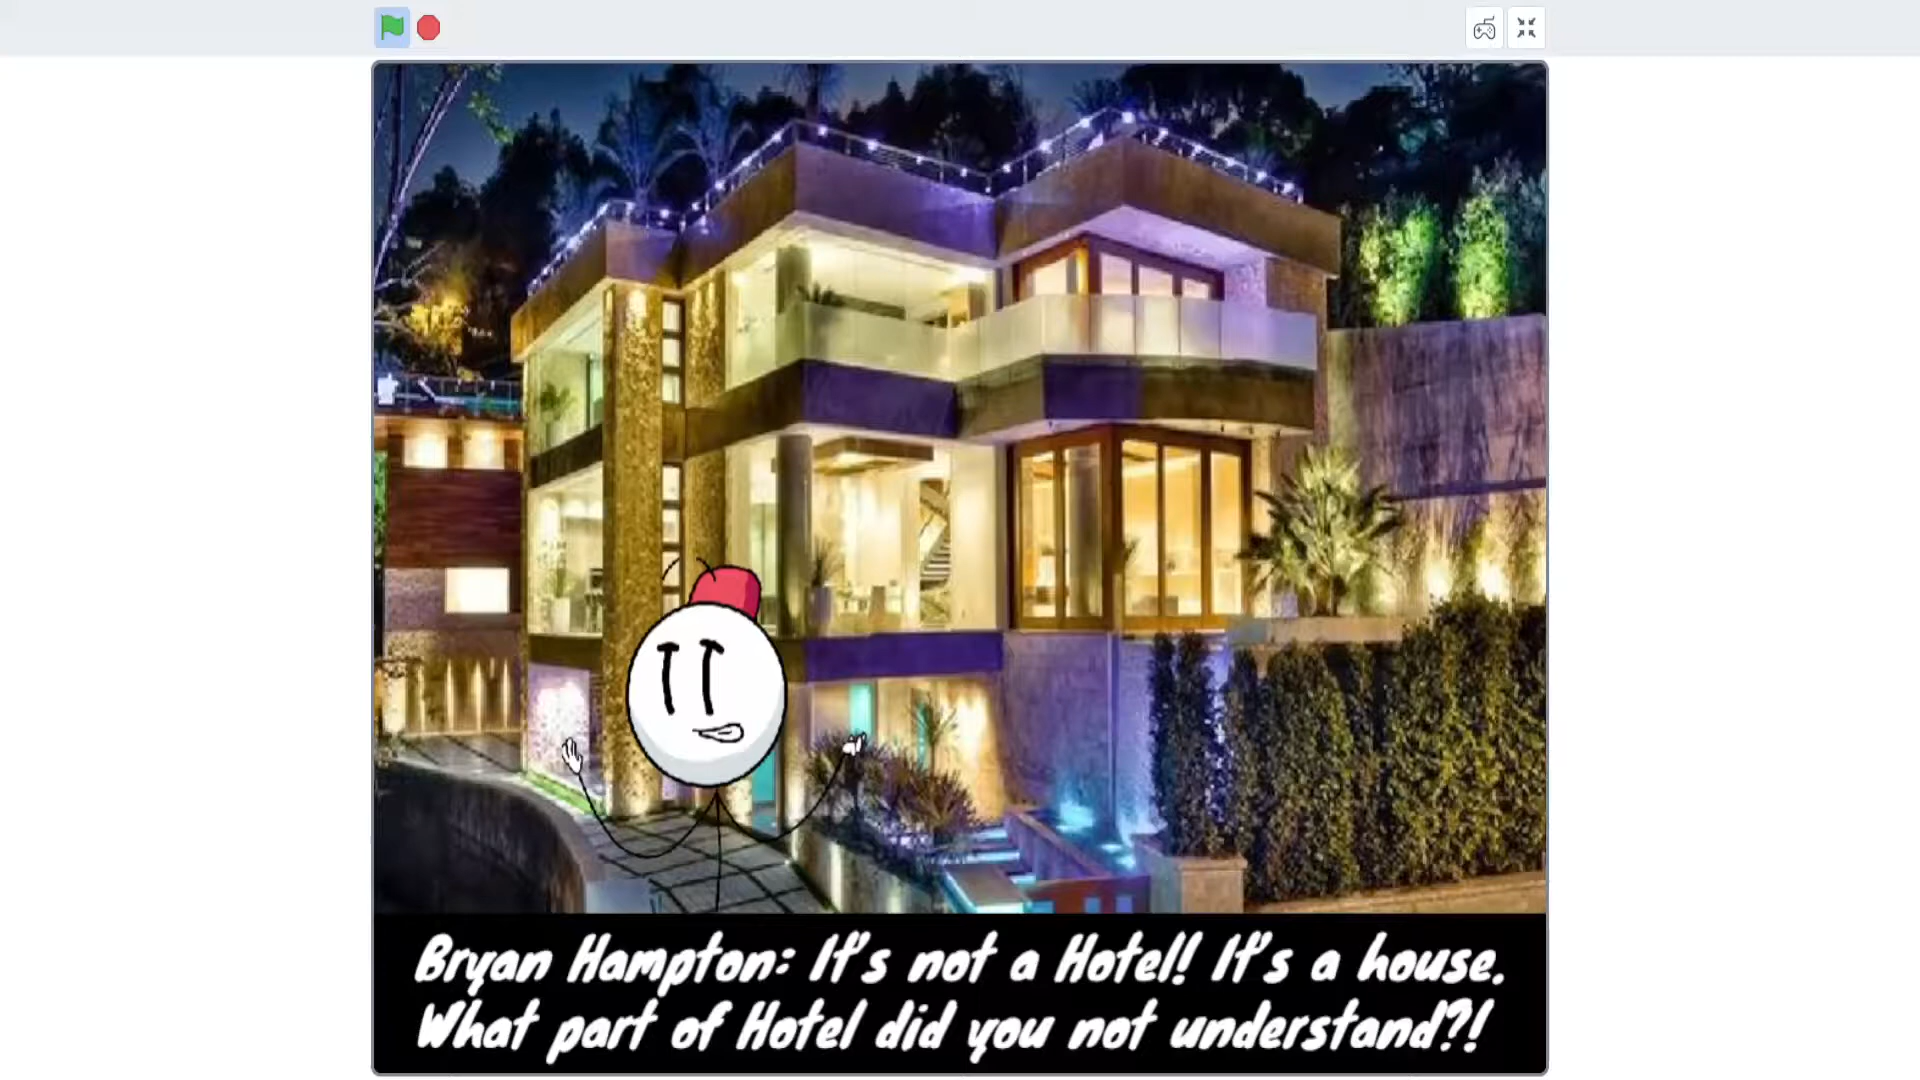 Bryan Hampton: It's not a Hotel! It's a house.
What part of Hotel did you not understand?!